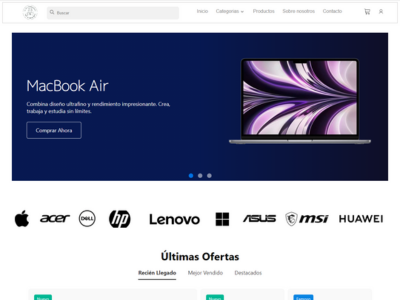 Buscar
Inicio
Categorias
Productos
Sobre nosotros
Contacto
MacBook Air
Combina diseño ultrafino y rendimiento impresionante. Crea,
trabaja y estudia sin límites.
Comprar Ahora
acer
DELL
hp
Lenovo
ASUS
msi
HUAWEI
Últimas Ofertas
Recién Llegado
Mejor Vendido
Destacados